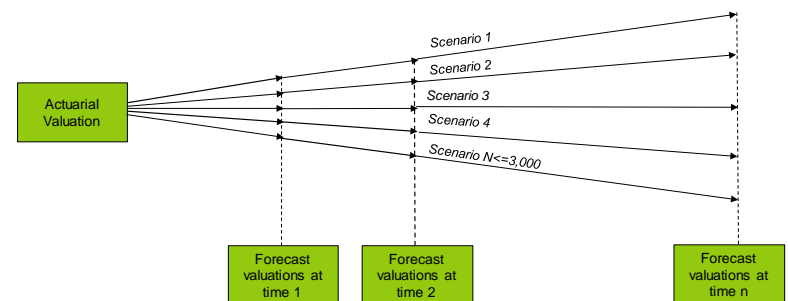 Scenario 1
Scenario 2
Actuarial
Valuation
Scenario 3
Scenario 4
Scenario N<=3,000
Forecast
valuations at
time 1
Forecast
valuations at
time 2
Forecast
valuations at
time n